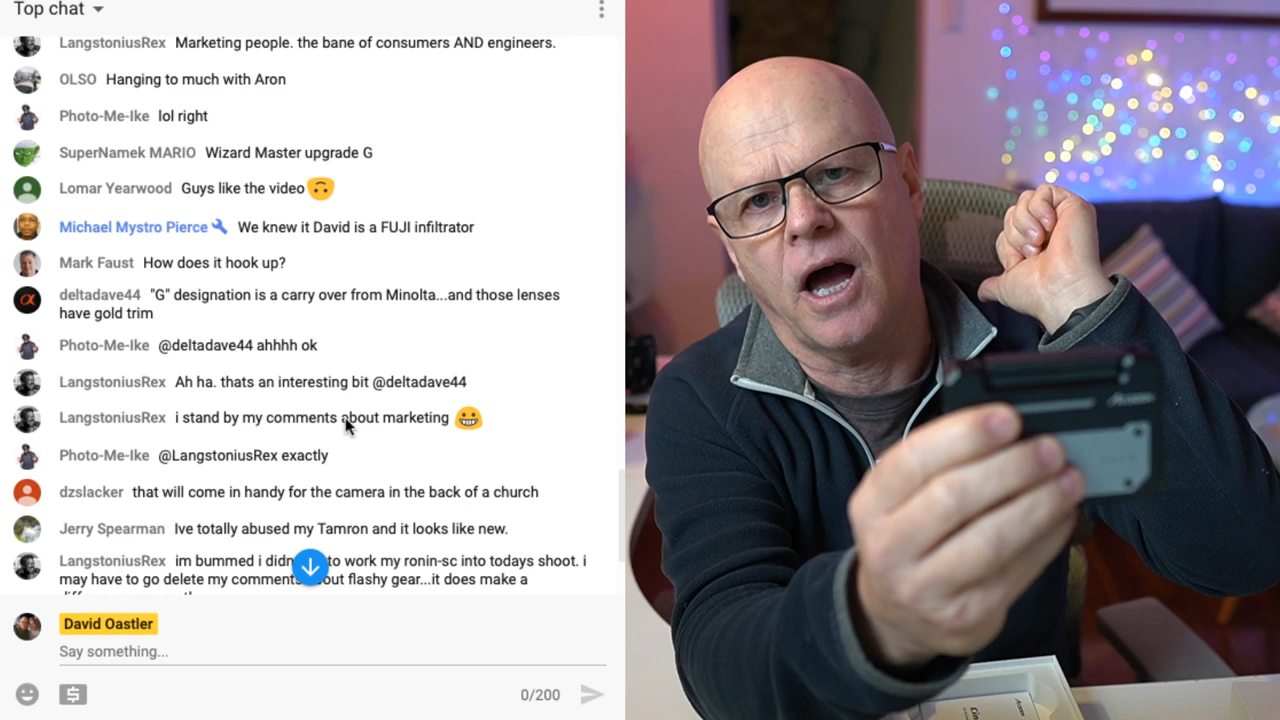 Top chat
LangstoniusRex Marketing people. the bane of consumers AND engineers.
OLSO Hanging to much with Aron
Photo-Me-Ike lol right
SuperNamek MARIO Wizard Master upgrade G
Lomar Yearwood Guys like the video
Michael Mystro Pierce We knew it David is a FUJI infiltrator
Mark Faust How does it hook up?
deltadave44 "G" designation is a carry over from Minolta...and those lenses
have gold trim
Photo-Me-Ike @deltadave44 ahhhh ok
LangstoniusRex Ah ha. thats an interesting bit @deltadave44
LangstoniusRex i stand by my comments about marketing
Photo-Me-Ike @LangstoniusRex exactly
dzslacker that will come in handy for the camera in the back of a church
Jerry Spearman Ive totally abused my Tamron and it looks like new.
LangstoniusRex im bummed i didn to work my ronin-sc into todays shoot. i
may have to go delete my comments out flashy gear...it does make a
David Oastler
Say something...
0/200